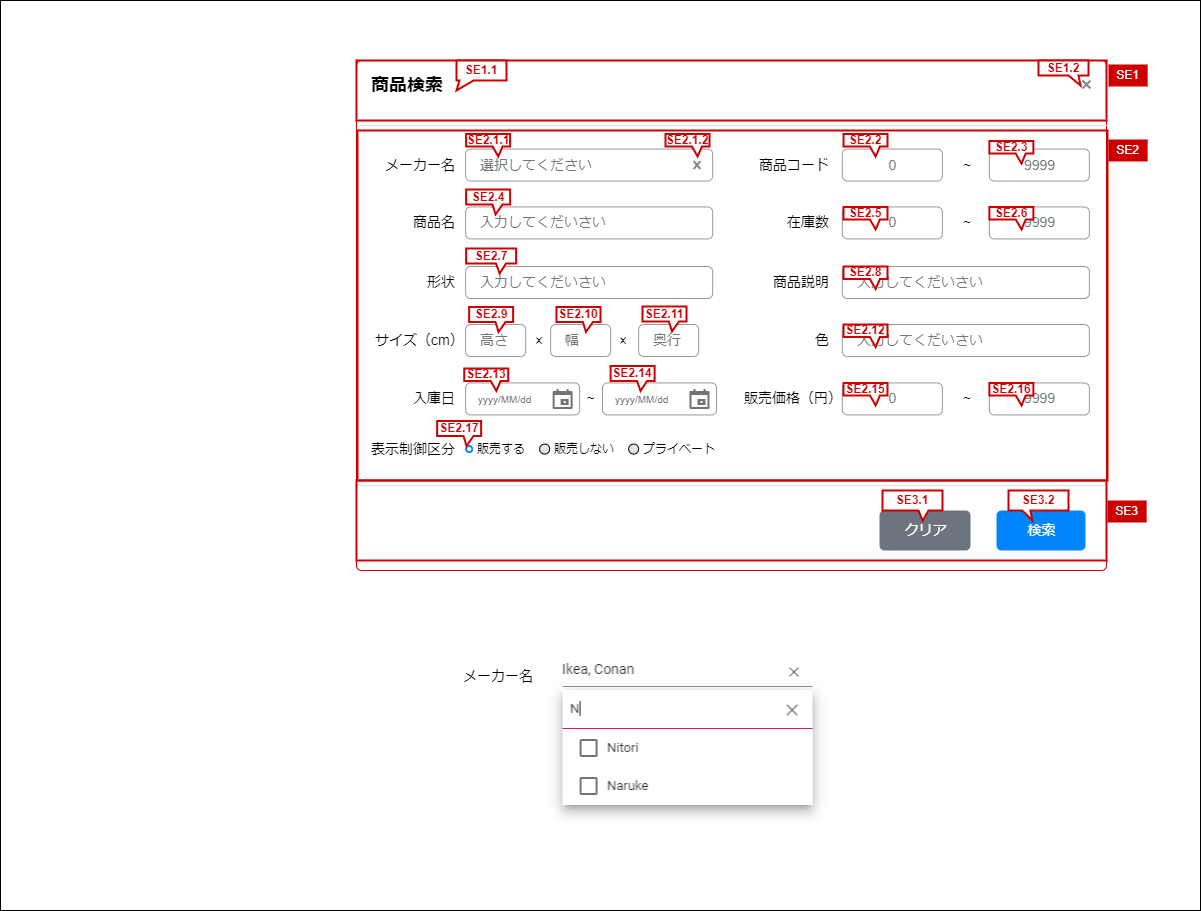 商品検索 SE1.1 SE1.2 SE1
SE2
SE2.1.1 SE2.1.2 SE2.2 SE2.3
メーカー名 選択してください × 商品コード 0 ~ 9999
SE2.4 SE2.5 SE2.6
商品名 入力してくだいさい 在庫数 0 ~ 9999
SE2.7 SE2.8
形状 入力してくだいさい 商品説明 入力してくだいさい
SE2.9 SE2.10 SE2.11 SE2.12
サイズ（cm） 高さ x 幅 x 奥行 色 入力してくだいさい
SE2.13 SE2.14 SE2.15 SE2.16
入庫日 yyyy/MM/dd ~ yyyy/MM/dd 販売価格（円） 0 ~ 9999
SE2.17
表示制御区分 販売する 販売しない プライベート
SE3.1 SE3.2 SE3
クリア 検索
メーカー名 Ikea, Conan
N
Nitori
Naruke